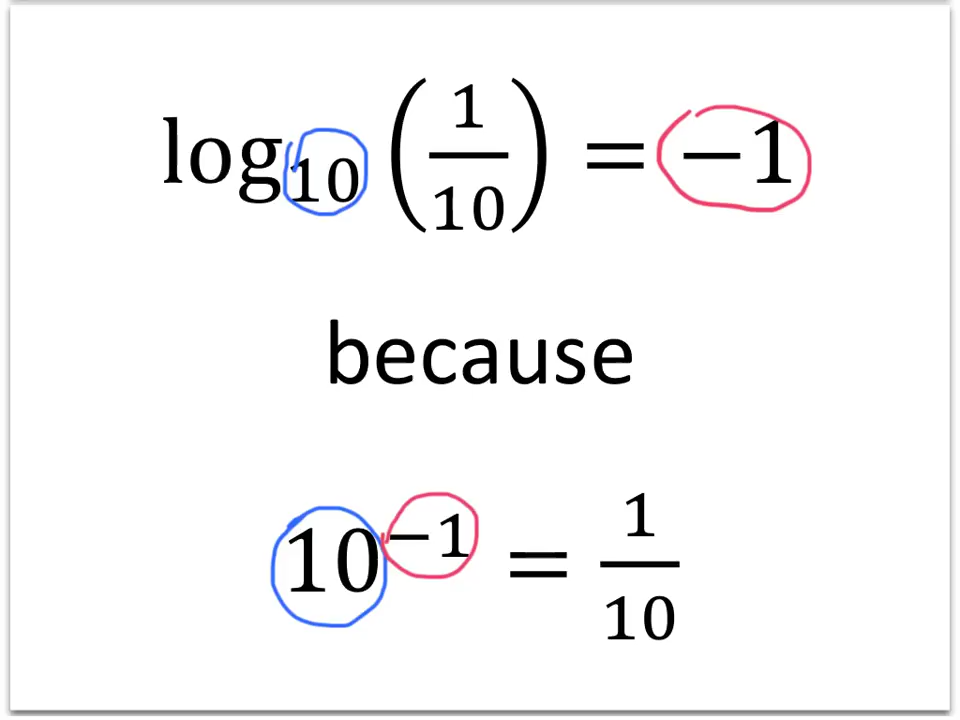 log₁₀(1/10) = −1
because
10⁻¹ = 1/10